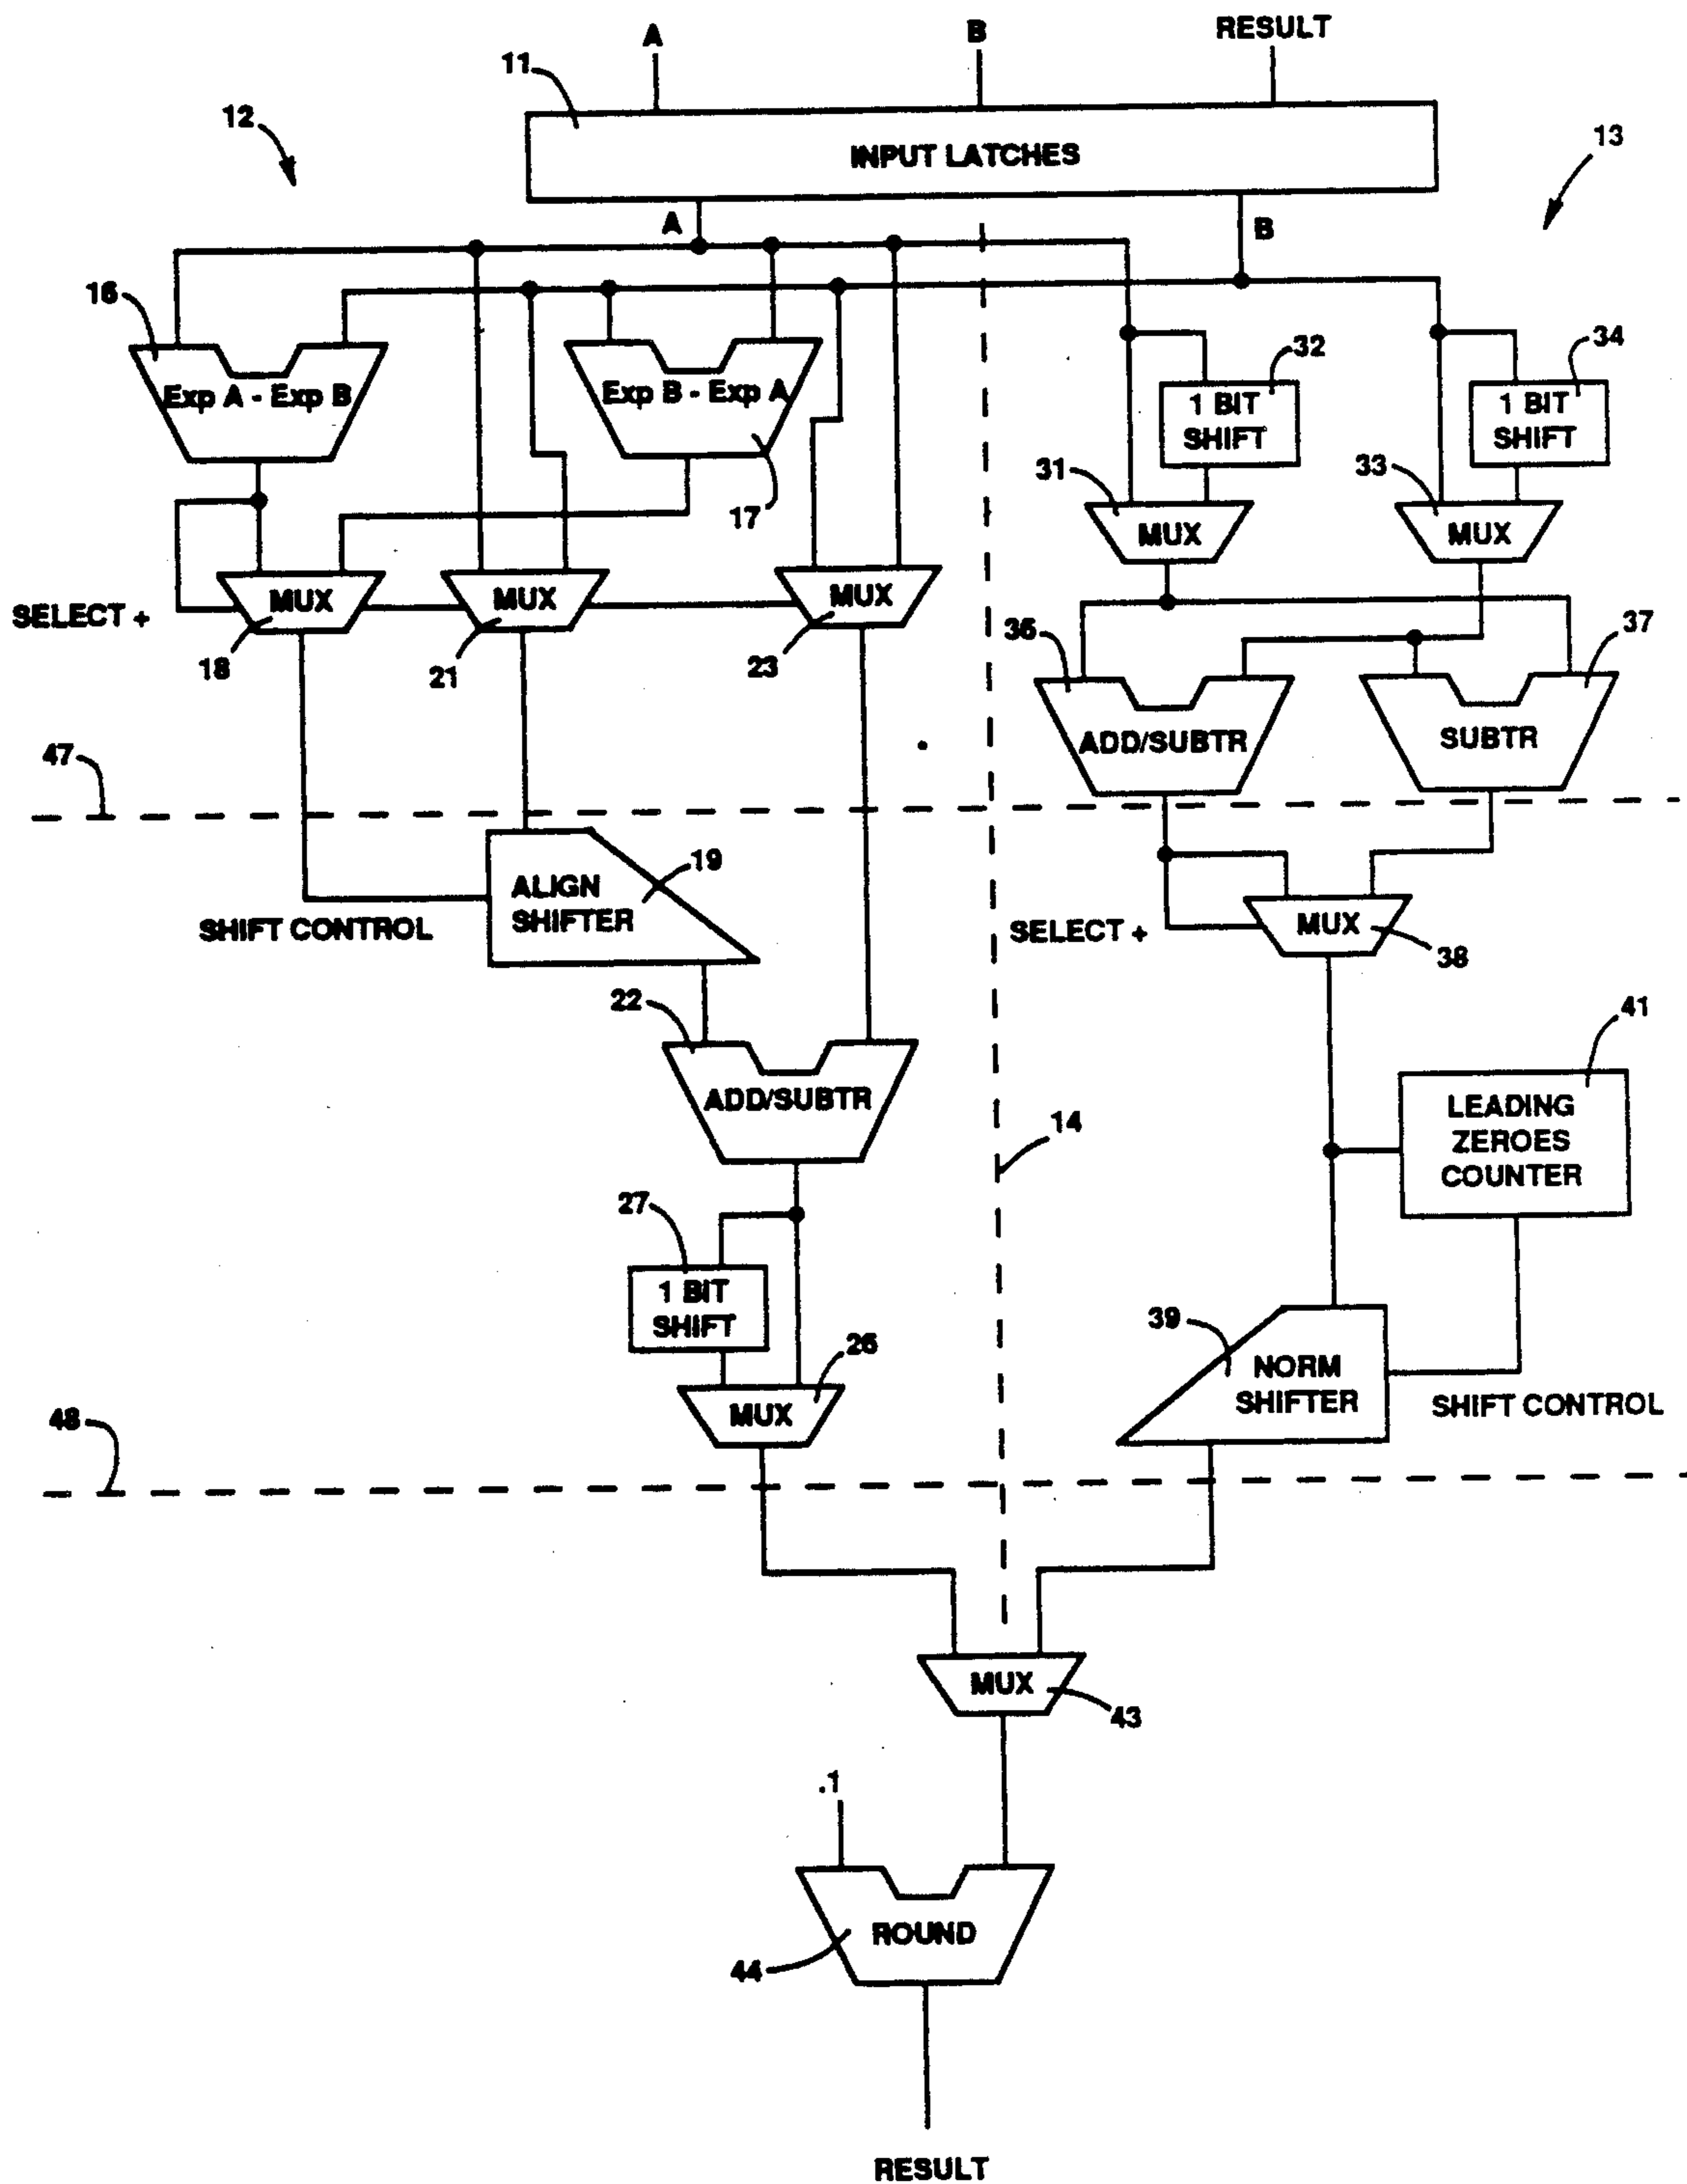 A
B
RESULT
11
12
INPUT LATCHES
13
A
B
16
Exp A - Exp B
Exp B - Exp A
17
32
1 BIT
SHIFT
34
1 BIT
SHIFT
31
MUX
33
MUX
SELECT +
MUX
18
MUX
21
MUX
23
36
ADD/SUBTR
37
SUBTR
47
ALIGN
SHIFTER
19
SHIFT CONTROL
SELECT +
MUX
38
22
ADD/SUBTR
41
LEADING
ZEROES
COUNTER
14
27
1 BIT
SHIFT
26
MUX
39
NORM
SHIFTER
SHIFT CONTROL
48
MUX
43
.1
ROUND
44
RESULT